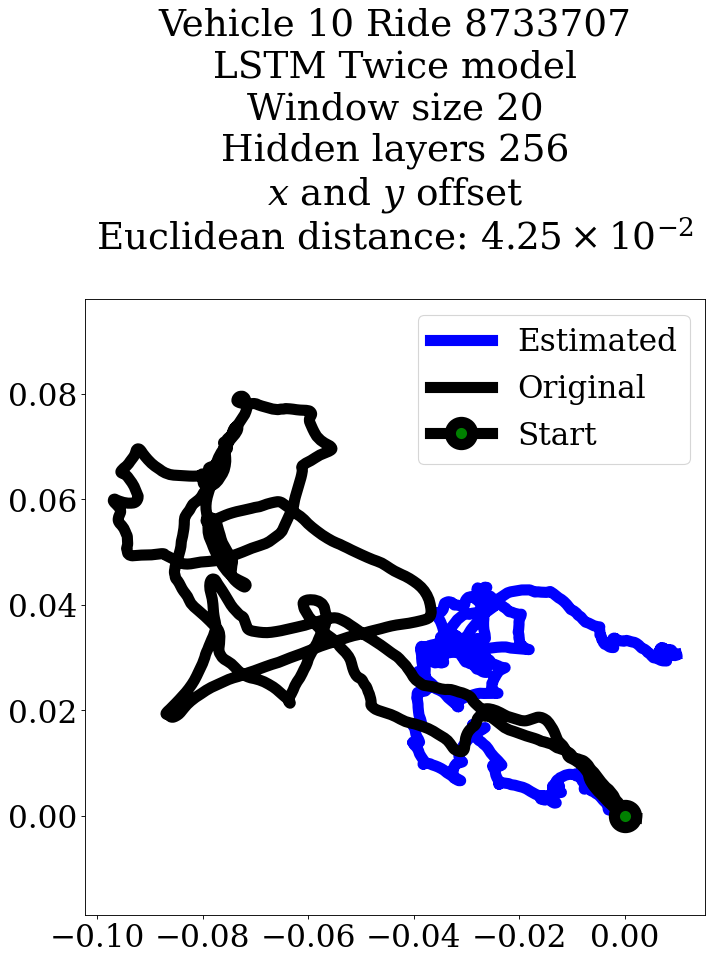 Vehicle 10 Ride 8733707
LSTM Twice model
Window size 20
Hidden layers 256
x and y offset
Euclidean distance: 4.25 × 10⁻²
Estimated
Original
Start
0.08
0.06
0.04
0.02
0.00
−0.10 −0.08 −0.06 −0.04 −0.02 0.00